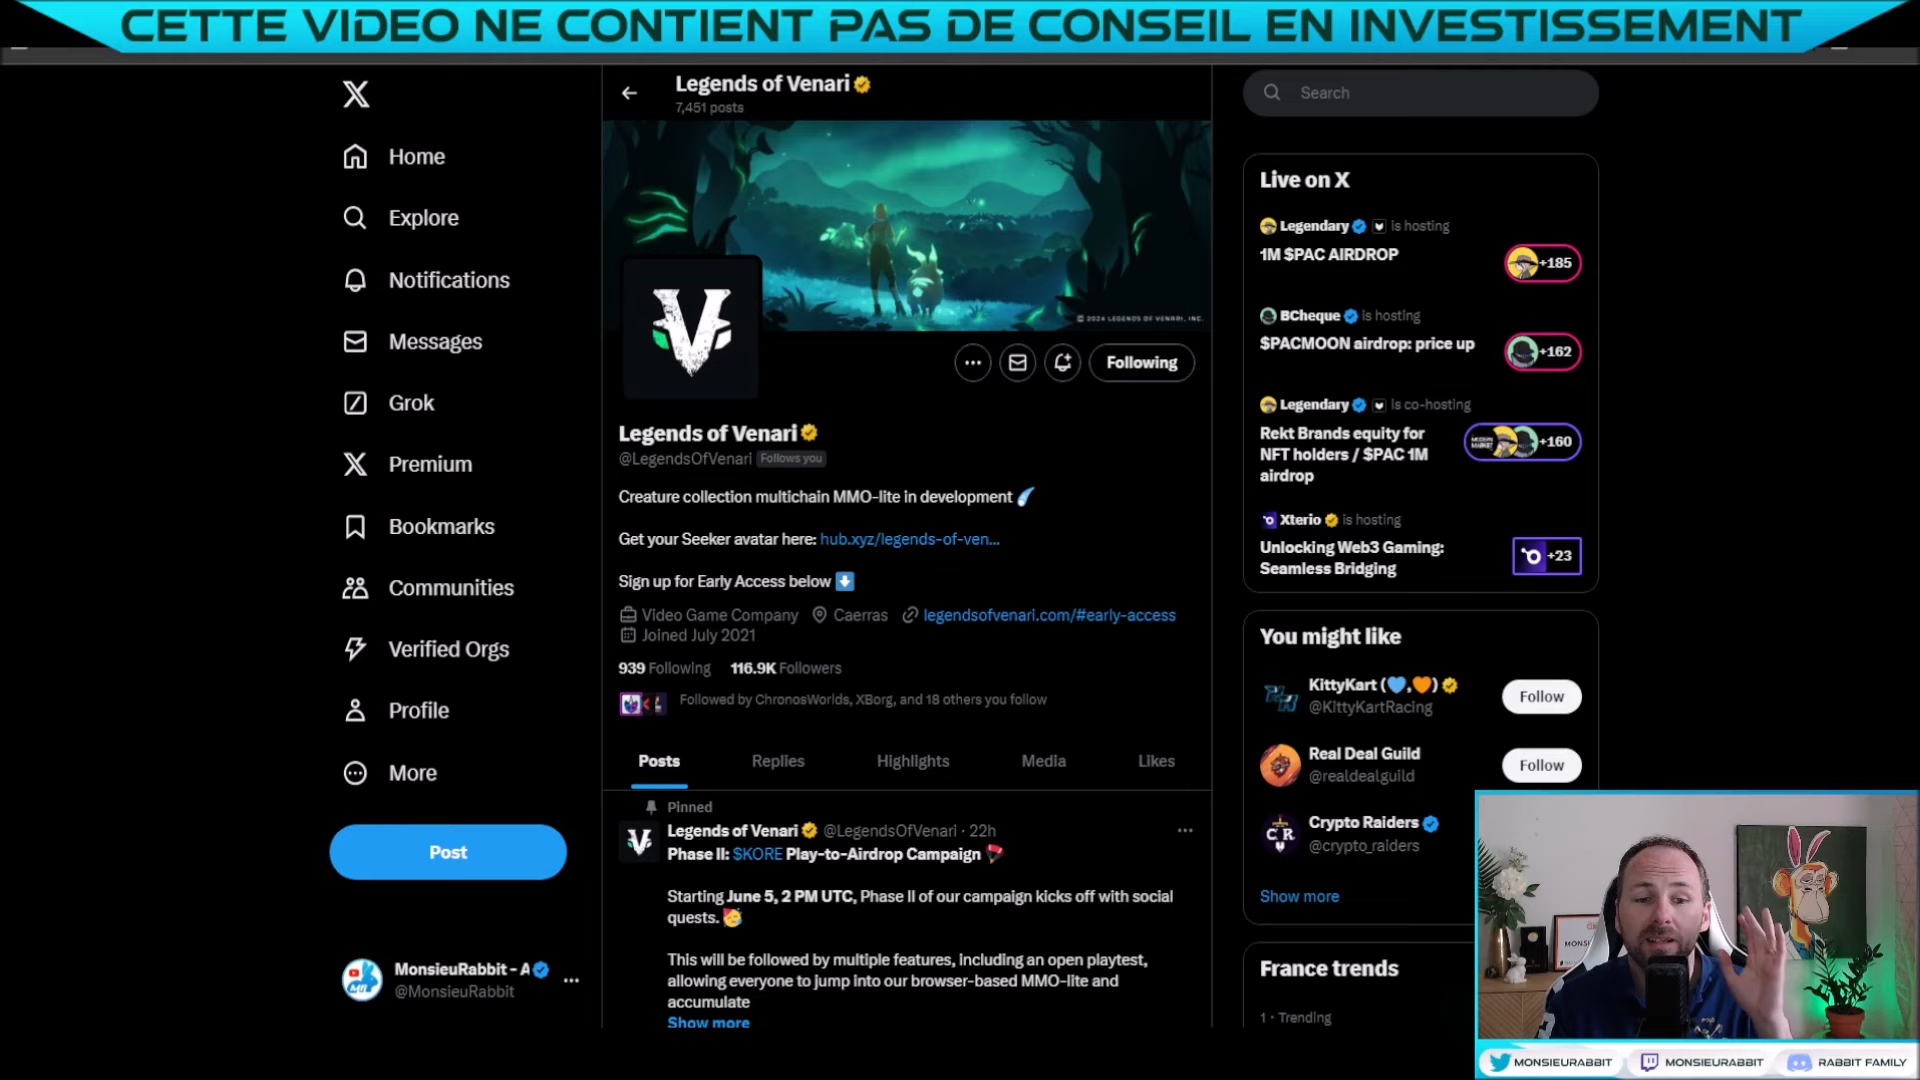 CETTE VIDEO NE CONTIENT PAS DE CONSEIL EN INVESTISSEMENT
Home
Explore
Notifications
Messages
Grok
Premium
Bookmarks
Communities
Verified Orgs
Profile
More
Post
MonsieuRabbit - A
@MonsieuRabbit
Legends of Venari
7,451 posts
© 2024 LEGENDS OF VENARI, INC.
Following
Legends of Venari
@LegendsOfVenari Follows you
Creature collection multichain MMO-lite in development
Get your Seeker avatar here: hub.xyz/legends-of-ven...
Sign up for Early Access below
Video Game Company Caerras legendsofvenari.com/#early-access
Joined July 2021
939 Following 116.9K Followers
Followed by ChronosWorlds, XBorg, and 18 others you follow
Posts Replies Highlights Media Likes
Pinned
Legends of Venari @LegendsOfVenari · 22h
Phase II: $KORE Play-to-Airdrop Campaign
Starting June 5, 2 PM UTC, Phase II of our campaign kicks off with social
quests.
This will be followed by multiple features, including an open playtest,
allowing everyone to jump into our browser-based MMO-lite and
accumulate
Show more
Search
Live on X
Legendary is hosting
1M $PAC AIRDROP
+185
BCheque is hosting
$PACMOON airdrop: price up
+162
Legendary is co-hosting
Rekt Brands equity for
NFT holders / $PAC 1M
airdrop
+160
Xterio is hosting
Unlocking Web3 Gaming:
Seamless Bridging
+23
You might like
KittyKart
@KittyKartRacing
Follow
Real Deal Guild
@realdealguild
Follow
Crypto Raiders
@crypto_raiders
Show more
France trends
1 · Trending
MONSIEURABBIT
MONSIEURABBIT
RABBIT FAMILY